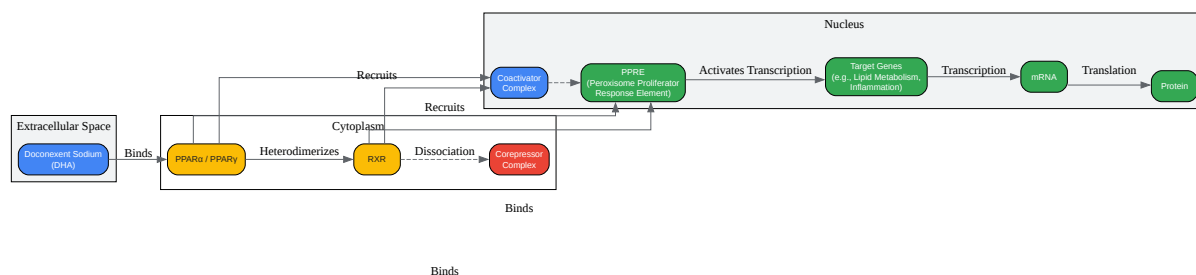 Nucleus
Recruits
Coactivator
Complex
PPRE
(Peroxisome Proliferator
Response Element)
Activates Transcription
Target Genes
(e.g., Lipid Metabolism,
Inflammation)
Transcription
mRNA
Translation
Protein
Recruits
Extracellular Space
Cytoplasm
Doconexent Sodium
(DHA)
Binds
PPARα / PPARγ
Heterodimerizes
RXR
Dissociation
Corepressor
Complex
Binds
Binds